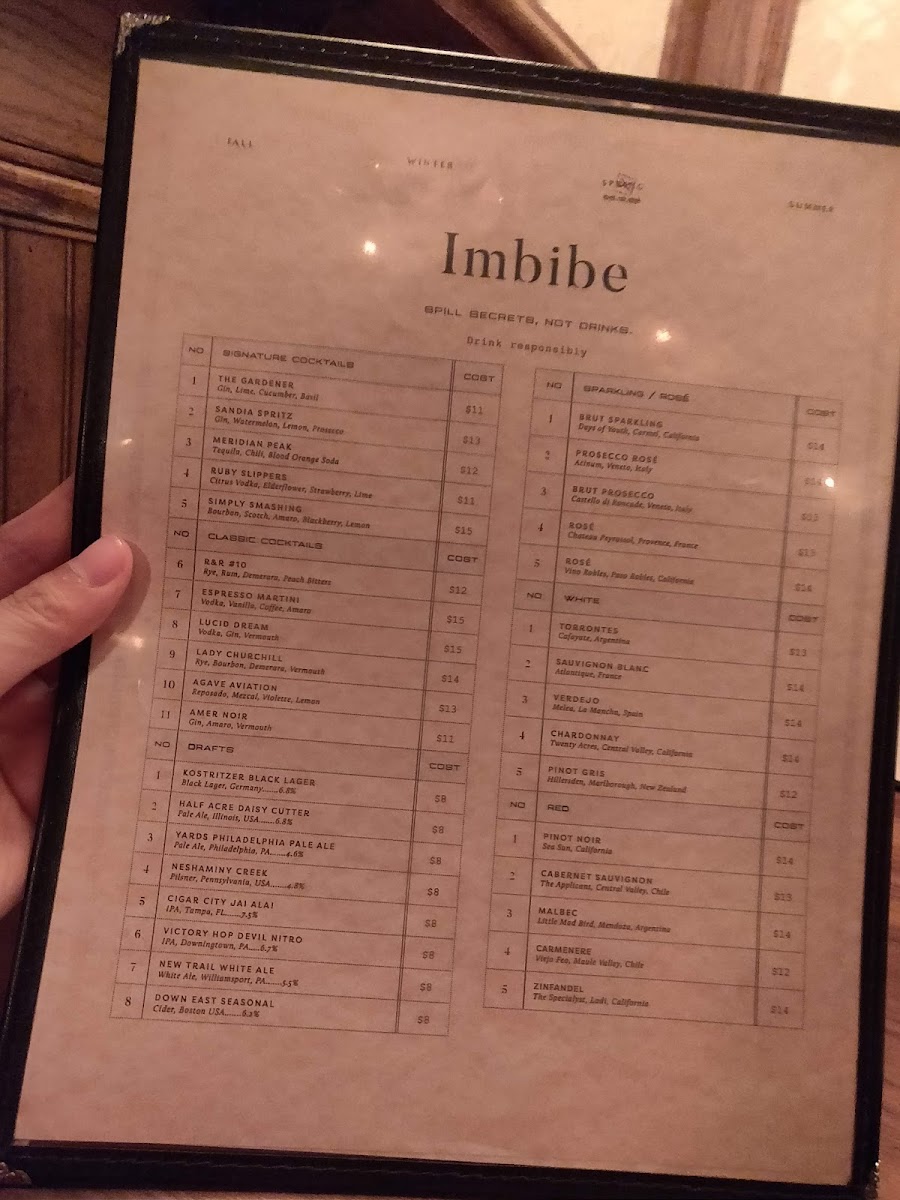 FALL
WINTER
SPRING
SUMMER
Imbibe
SPILL SECRETS, NOT DRINKS.
Drink responsibly
NO SIGNATURE COCKTAILS COST
1 THE GARDENER $11
Gin, Lime, Cucumber, Basil
2 SANDIA SPRITZ $13
Gin, Watermelon, Lemon, Prosecco
3 MERIDIAN PEAK $12
Tequila, Chili, Blood Orange Soda
4 RUBY SLIPPERS $11
Citrus Vodka, Elderflower, Strawberry, Lime
5 SIMPLY SMASHING $15
Bourbon, Scotch, Amaro, Blackberry, Lemon
NO CLASSIC COCKTAILS COST
6 R&R #10 $12
Rye, Rum, Demerara, Peach Bitters
7 ESPRESSO MARTINI $15
Vodka, Vanilla, Coffee, Amaro
8 LUCID DREAM $15
Vodka, Gin, Vermouth
9 LADY CHURCHILL $14
Rye, Bourbon, Demerara, Vermouth
10 AGAVE AVIATION $13
Reposado, Mezcal, Violette, Lemon
11 AMER NOIR $11
Gin, Amaro, Vermouth
NO DRAFTS COST
1 KOSTRITZER BLACK LAGER $8
Black Lager, Germany......6.8%
2 HALF ACRE DAISY CUTTER $8
Pale Ale, Illinois, USA......6.8%
3 YARDS PHILADELPHIA PALE ALE $8
Pale Ale, Philadelphia, PA......4.6%
4 NESHAMINY CREEK $8
Pilsner, Pennsylvania, USA......4.8%
5 CIGAR CITY JAI ALAI $8
IPA, Tampa, FL......7.5%
6 VICTORY HOP DEVIL NITRO $8
IPA, Downingtown, PA.....6.7%
7 NEW TRAIL WHITE ALE $8
White Ale, Williamsport, PA......5.5%
8 DOWN EAST SEASONAL $8
Cider, Boston USA......6.2%
NO SPARKLING / ROSÉ COST
1 BRUT SPARKLING $14
Days of Youth, Carmel, California
2 PROSECCO ROSÉ $14
Acinum, Veneto, Italy
3 BRUT PROSECCO $13
Castello di Roncade, Veneto, Italy
4 ROSÉ $15
Chateau Peyrassol, Provence, France
5 ROSÉ $14
Vino Robles, Paso Robles, California
NO WHITE COST
1 TORRONTES $13
Cafayate, Argentina
2 SAUVIGNON BLANC $14
Atlantique, France
3 VERDEJO $14
Melea, La Mancha, Spain
4 CHARDONNAY $14
Twenty Acres, Central Valley, California
5 PINOT GRIS $12
Hillersden, Marlborough, New Zealand
NO RED COST
1 PINOT NOIR $14
Sea Sun, California
2 CABERNET SAUVIGNON $13
The Applicant, Central Valley, Chile
3 MALBEC $14
Little Mad Bird, Mendoza, Argentina
4 CARMENERE $12
Viejo Feo, Maule Valley, Chile
5 ZINFANDEL $14
The Specialyst, Lodi, California